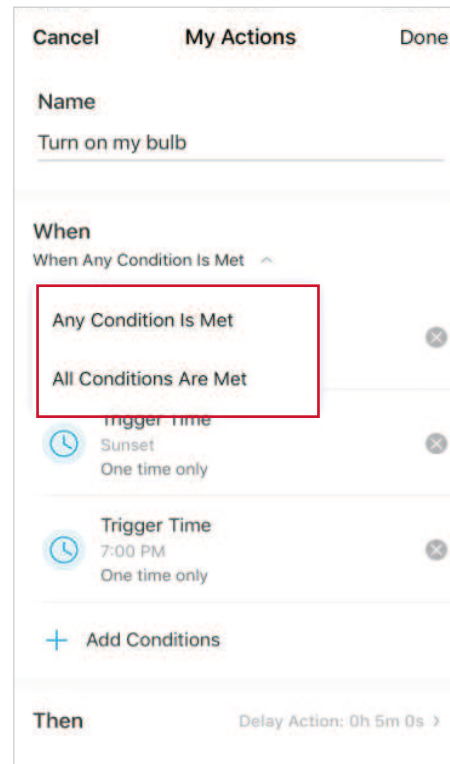 Cancel My Actions Done
Name
Turn on my bulb
When
When Any Condition Is Met
Any Condition Is Met
All Conditions Are Met
Trigger Time
Sunset
One time only
Trigger Time
7:00 PM
One time only
Add Conditions
Then Delay Action: 0h 5m 0s